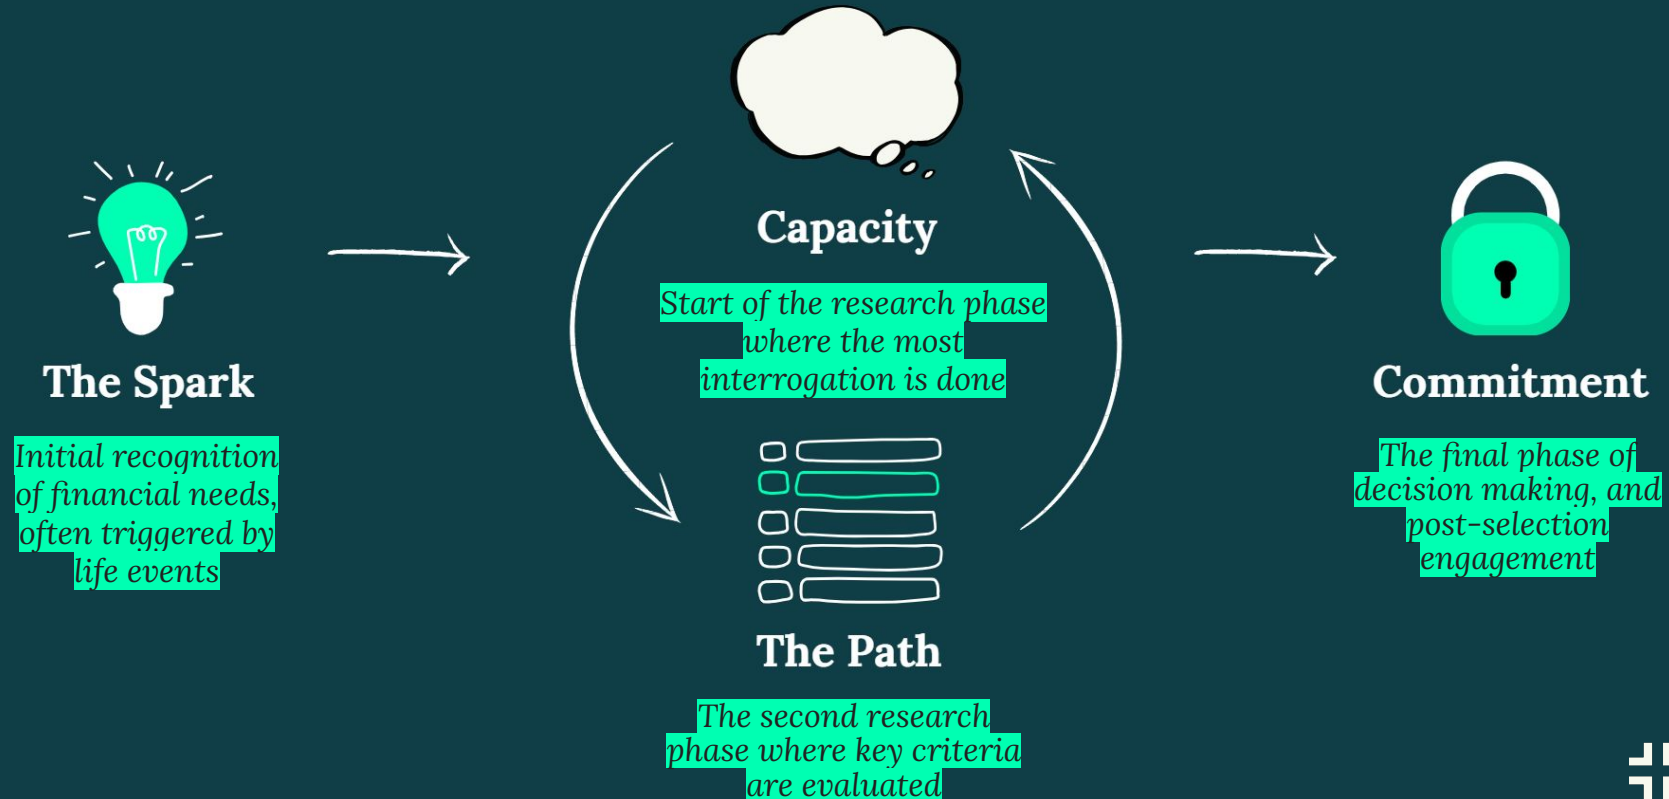 Capacity
Start of the research phase
where the most
interrogation is done
The Spark
Initial recognition
of financial needs,
often triggered by
life events
The Path
The second research
phase where key criteria
are evaluated
Commitment
The final phase of
decision making, and
post-selection
engagement